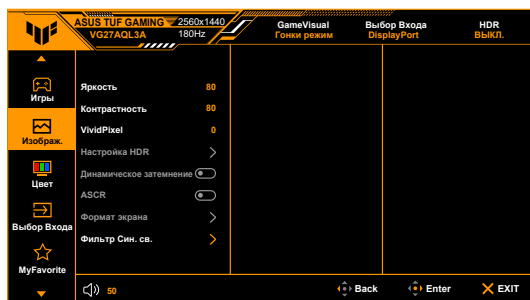 ASUS TUF GAMING 2560x1440 GameVisual Выбор Входа HDR
VG27AQL3A 180Hz Гонки режим DisplayPort ВЫКЛ.
Игры
Изображ.
Цвет
Выбор Входа
MyFavorite
Яркость 80
Контрастность 80
VividPixel 0
Настройка HDR
Динамическое затемнение
ASCR
Формат экрана
Фильтр Син. св.
50 Back Enter EXIT